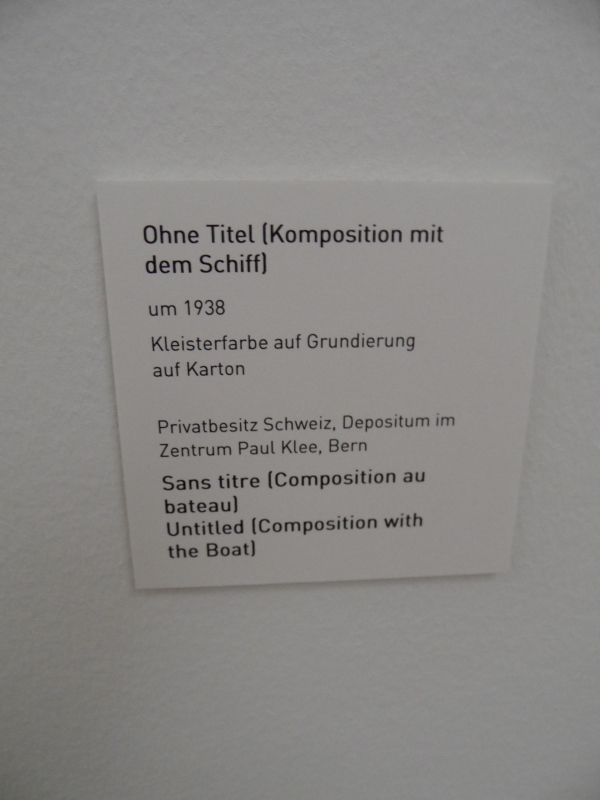 Ohne Titel (Komposition mit
dem Schiff)
um 1938
Kleisterfarbe auf Grundierung
auf Karton
Privatbesitz Schweiz, Depositum im
Zentrum Paul Klee, Bern
Sans titre (Composition au
bateau)
Untitled (Composition with
the Boat)